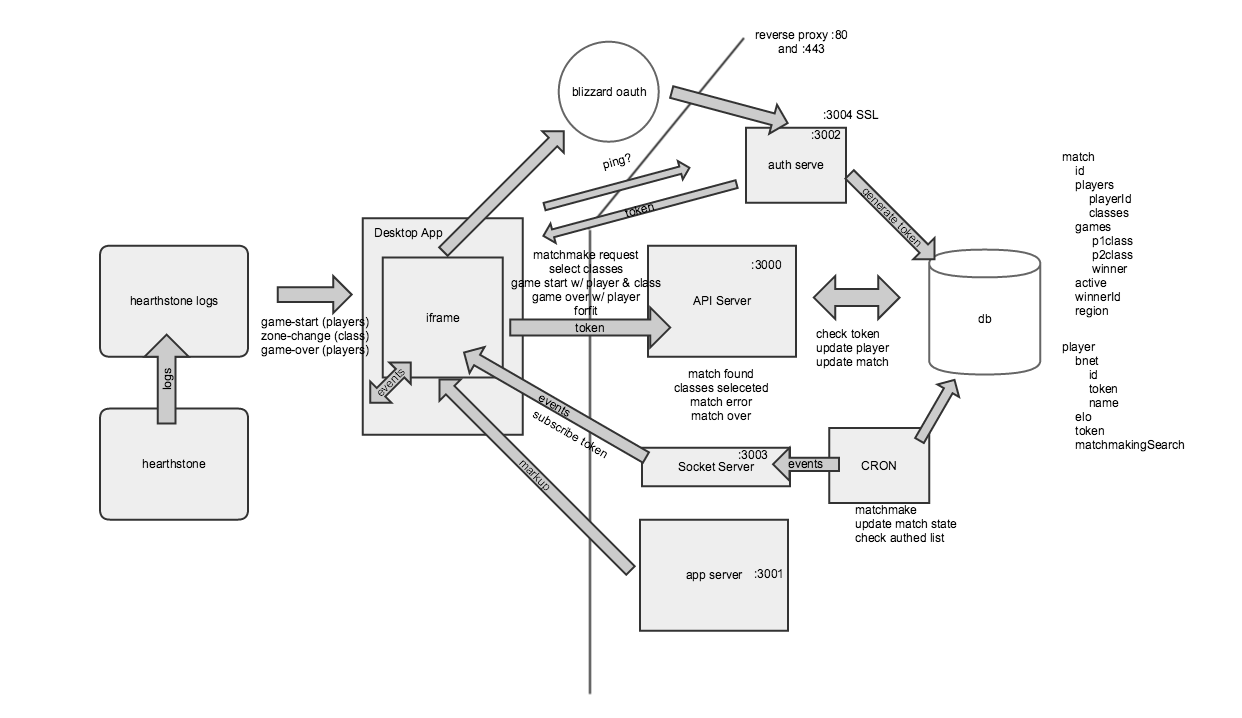 reverse proxy :80
and :443
blizzard oauth
:3004 SSL
:3002
auth serve
ping?
token
generate token
Desktop App
iframe
events
hearthstone logs
logs
hearthstone
game-start (players)
zone-change (class)
game-over (players)
matchmake request
select classes
game start w/ player & class
game over w/ player
forfit
token
:3000
API Server
match found
classes seleceted
match error
match over
check token
update player
update match
db
events
subscribe token
markup
:3003
Socket Server
events
CRON
matchmake
update match state
check authed list
app server
:3001
match
id
players
playerId
classes
games
p1class
p2class
winner
active
winnerId
region
player
bnet
id
token
name
elo
token
matchmakingSearch